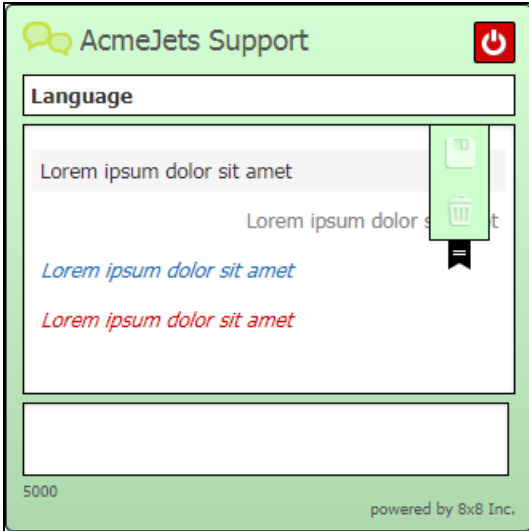 AcmeJets Support
Language
Lorem ipsum dolor sit amet
Lorem ipsum dolor
Lorem ipsum dolor sit amet
Lorem ipsum dolor sit amet
5000
powered by 8x8 Inc.